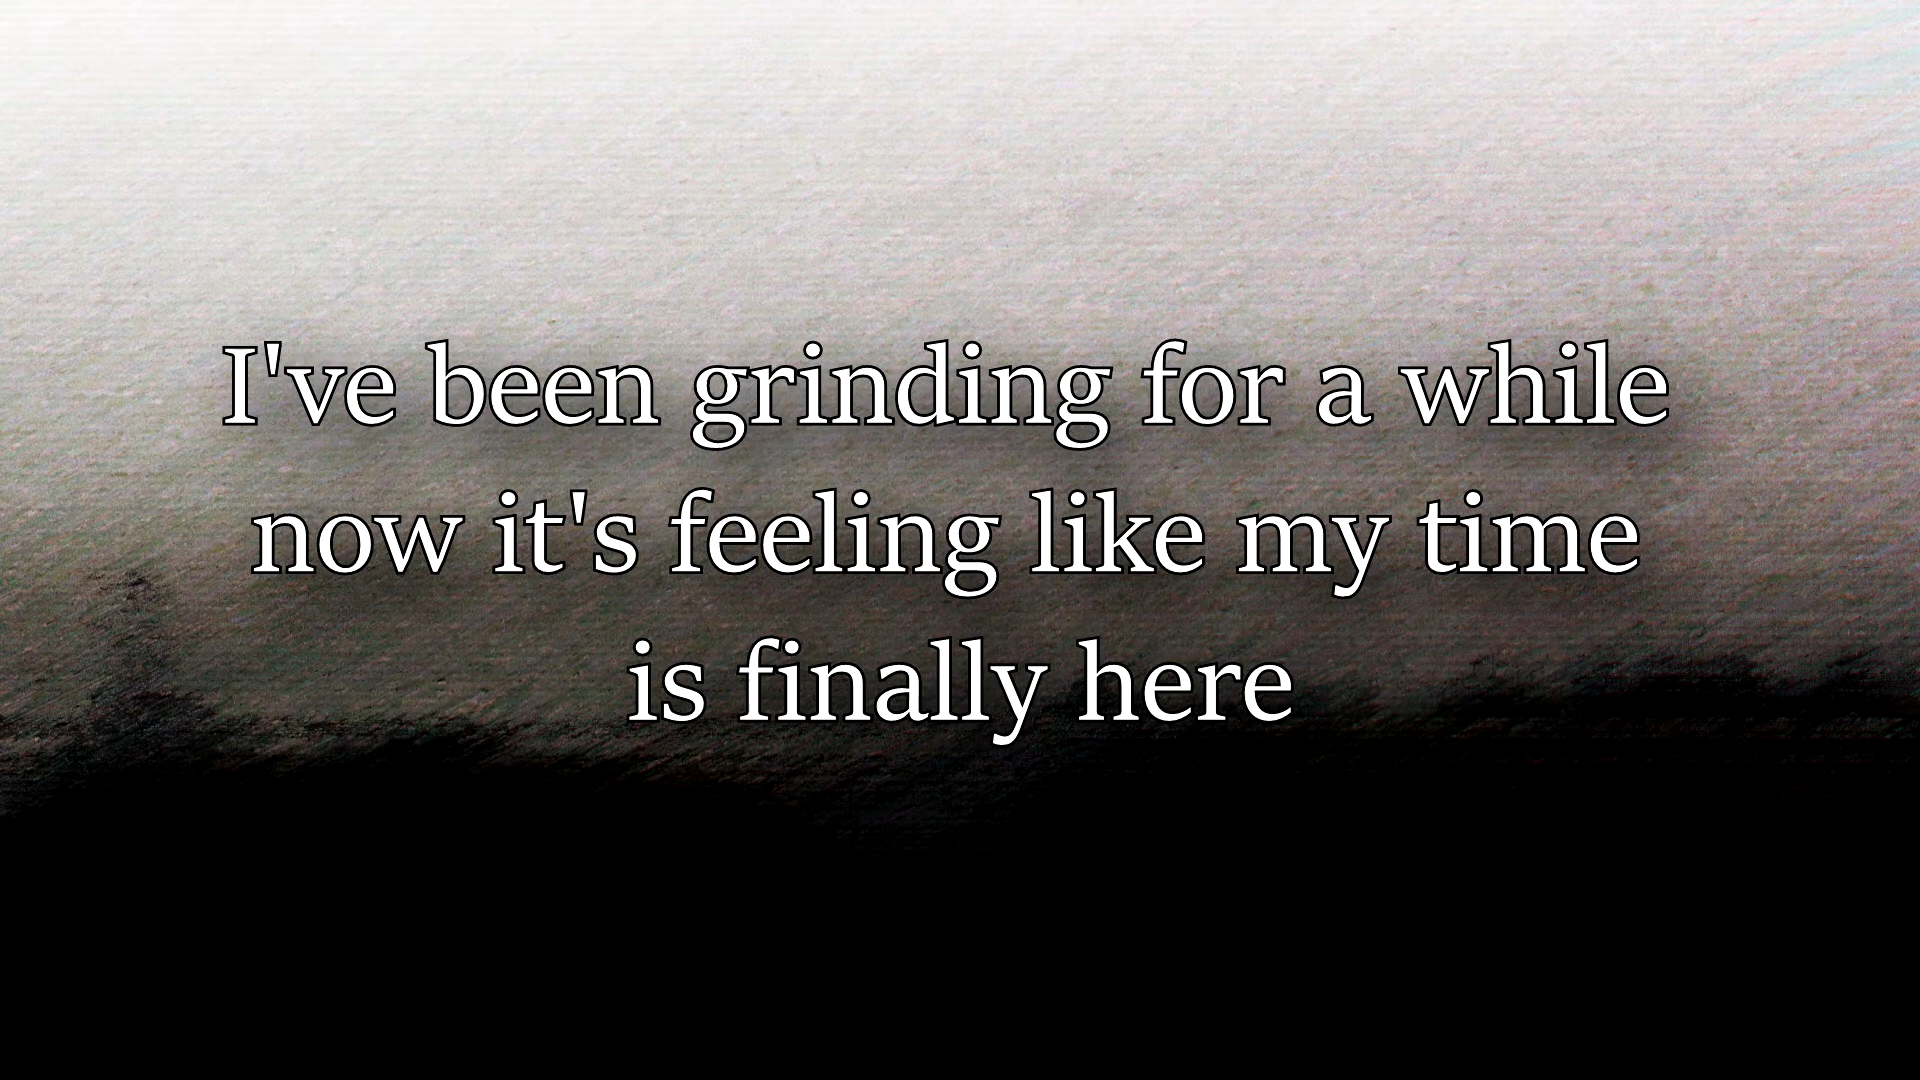 I've been grinding for a while
now it's feeling like my time
is finally here